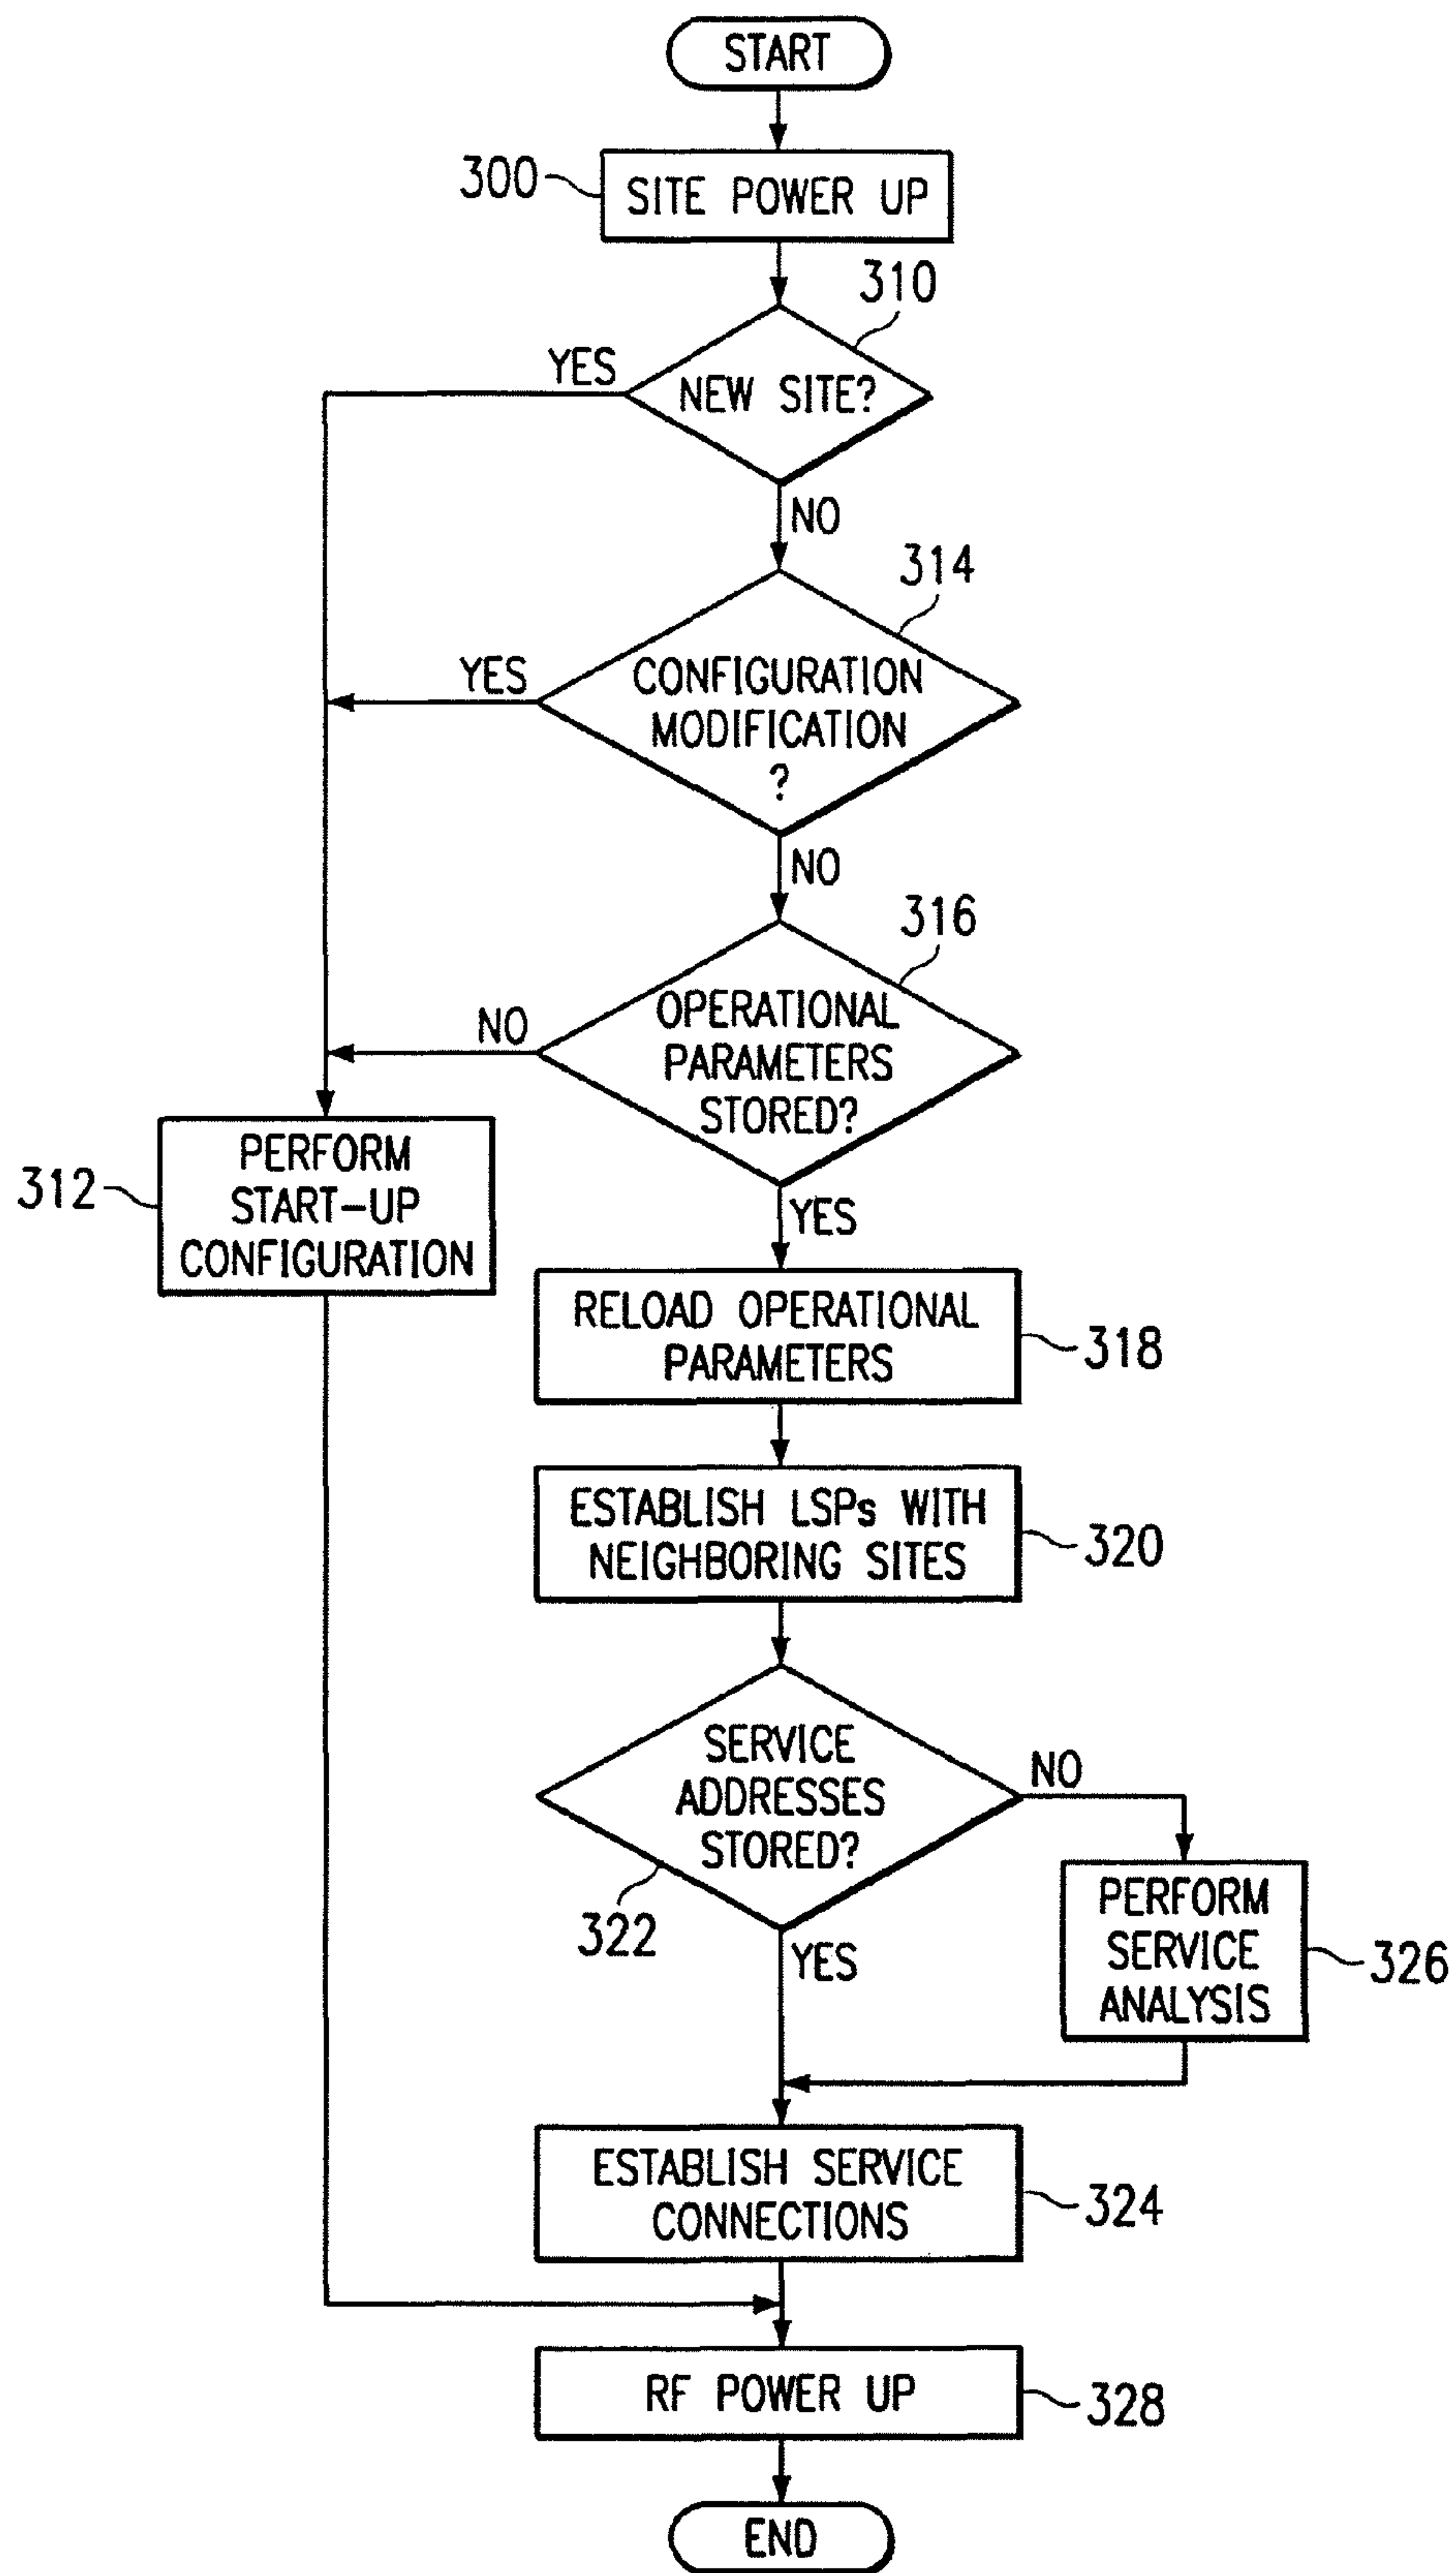 START
300
SITE POWER UP
310
YES
NEW SITE?
NO
314
YES
CONFIGURATION
MODIFICATION
?
NO
316
NO
OPERATIONAL
PARAMETERS
STORED?
312
PERFORM
START-UP
CONFIGURATION
YES
RELOAD OPERATIONAL
PARAMETERS
318
ESTABLISH LSPs WITH
NEIGHBORING SITES
320
SERVICE
ADDRESSES
STORED?
NO
322
YES
PERFORM
SERVICE
ANALYSIS
326
ESTABLISH SERVICE
CONNECTIONS
324
RF POWER UP
328
END